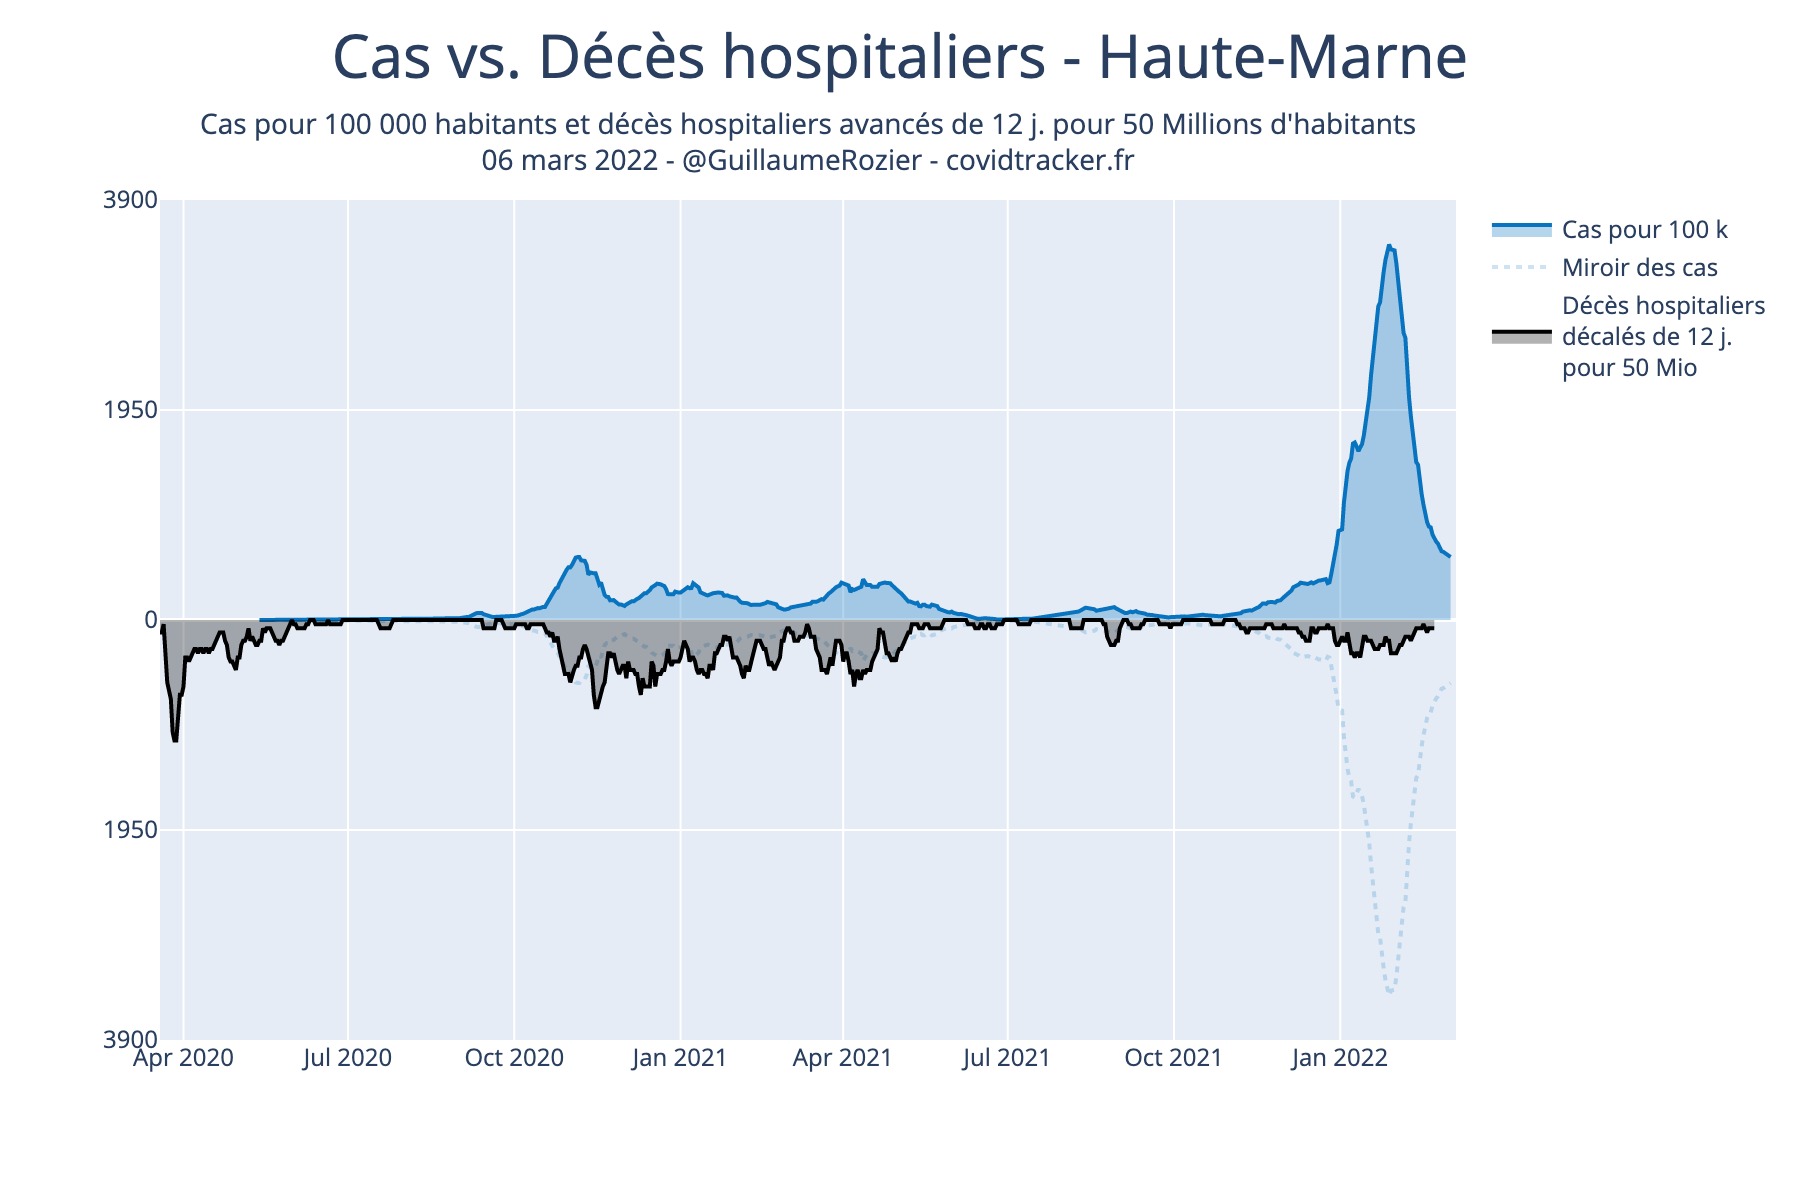 Cas vs. Décès hospitaliers - Haute-Marne
Cas pour 100 000 habitants et décès hospitaliers avancés de 12 j. pour 50 Millions d'habitants
06 mars 2022 - @GuillaumeRozier - covidtracker.fr
3900
1950
0
1950
3900
Apr 2020
Jul 2020
Oct 2020
Jan 2021
Apr 2021
Jul 2021
Oct 2021
Jan 2022
Cas pour 100 k
Miroir des cas
Décès hospitaliers
décalés de 12 j.
pour 50 Mio